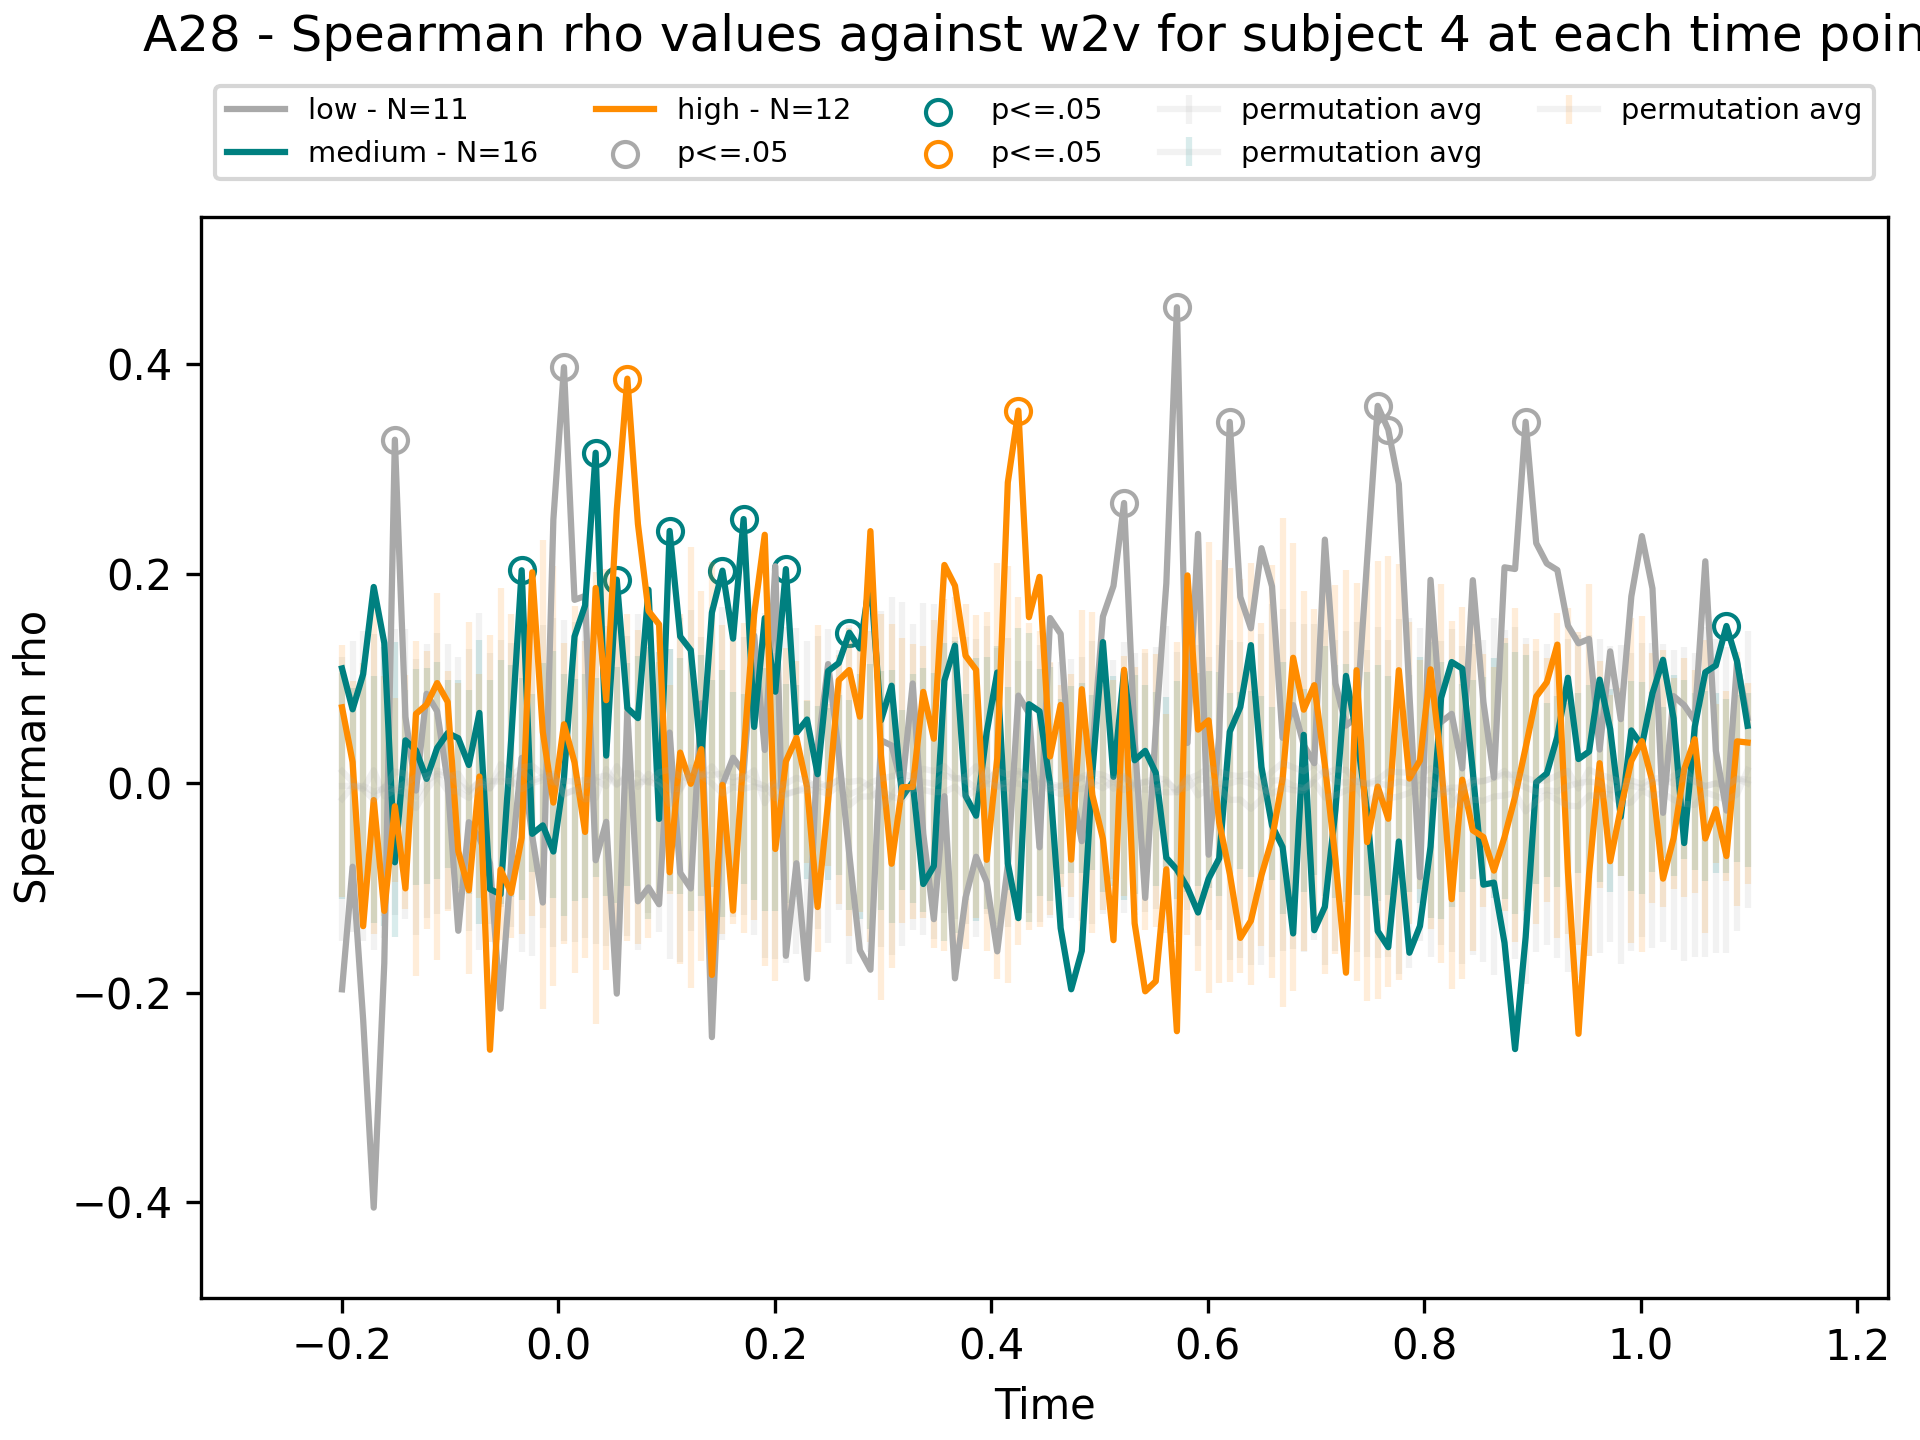 A28 - Spearman rho values against w2v for subject 4 at each time poin
low - N=11
medium - N=16
high - N=12
p<=.05
p<=.05
p<=.05
permutation avg
permutation avg
permutation avg
Spearman rho
0.4
0.2
0.0
−0.2
−0.4
−0.2 0.0 0.2 0.4 0.6 0.8 1.0 1.2
Time